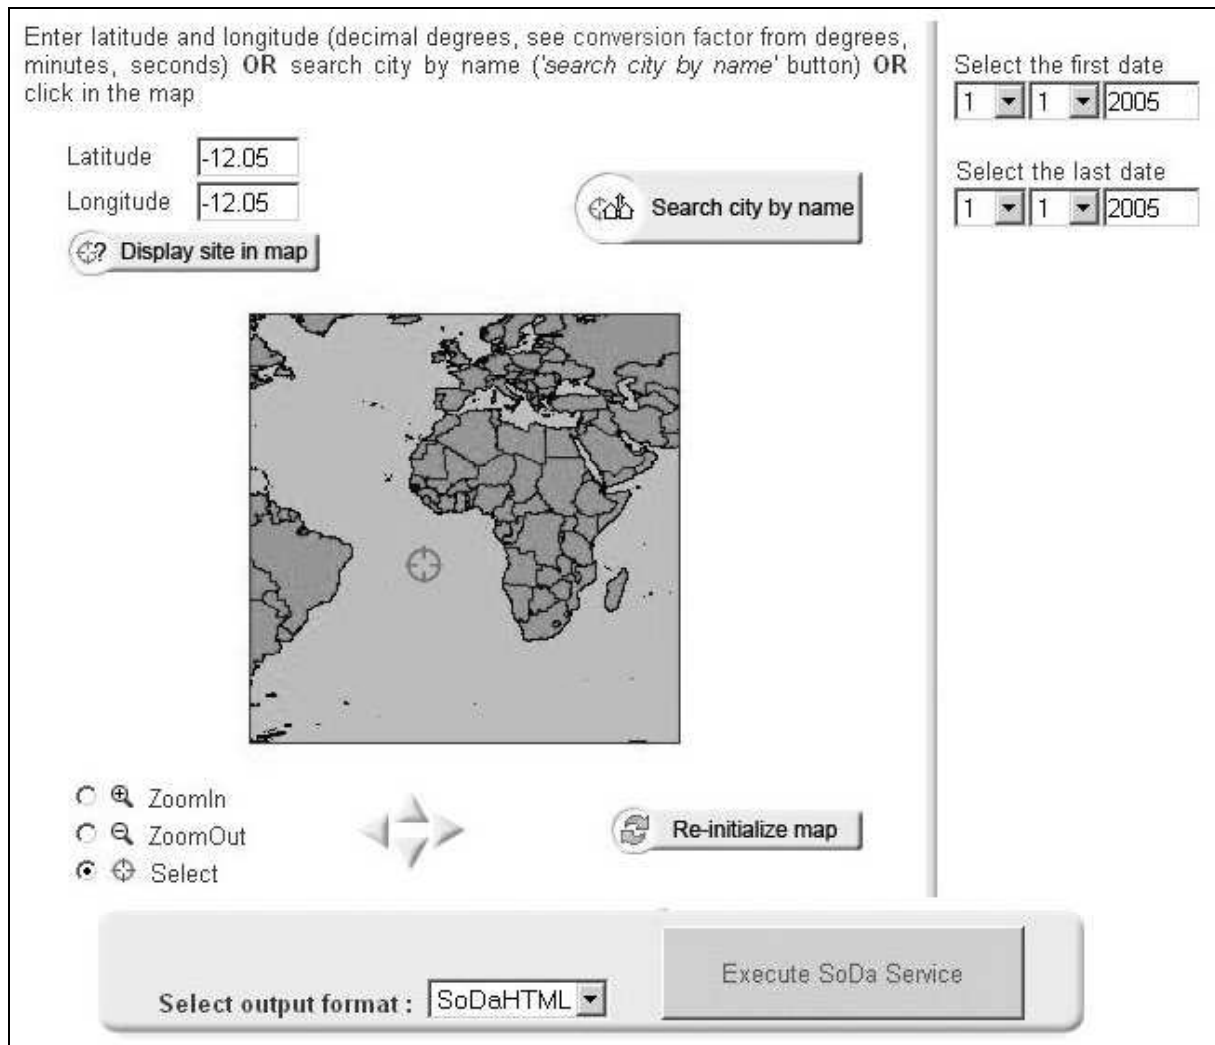 Enter latitude and longitude (decimal degrees, see conversion factor from degrees,
minutes, seconds) OR search city by name ('search city by name' button) OR
click in the map
Latitude -12.05
Longitude -12.05
Display site in map
Search city by name
Select the first date
1 1 2005
Select the last date
1 1 2005
ZoomIn
ZoomOut
Select
Re-initialize map
Select output format : SoDaHTML
Execute SoDa Service